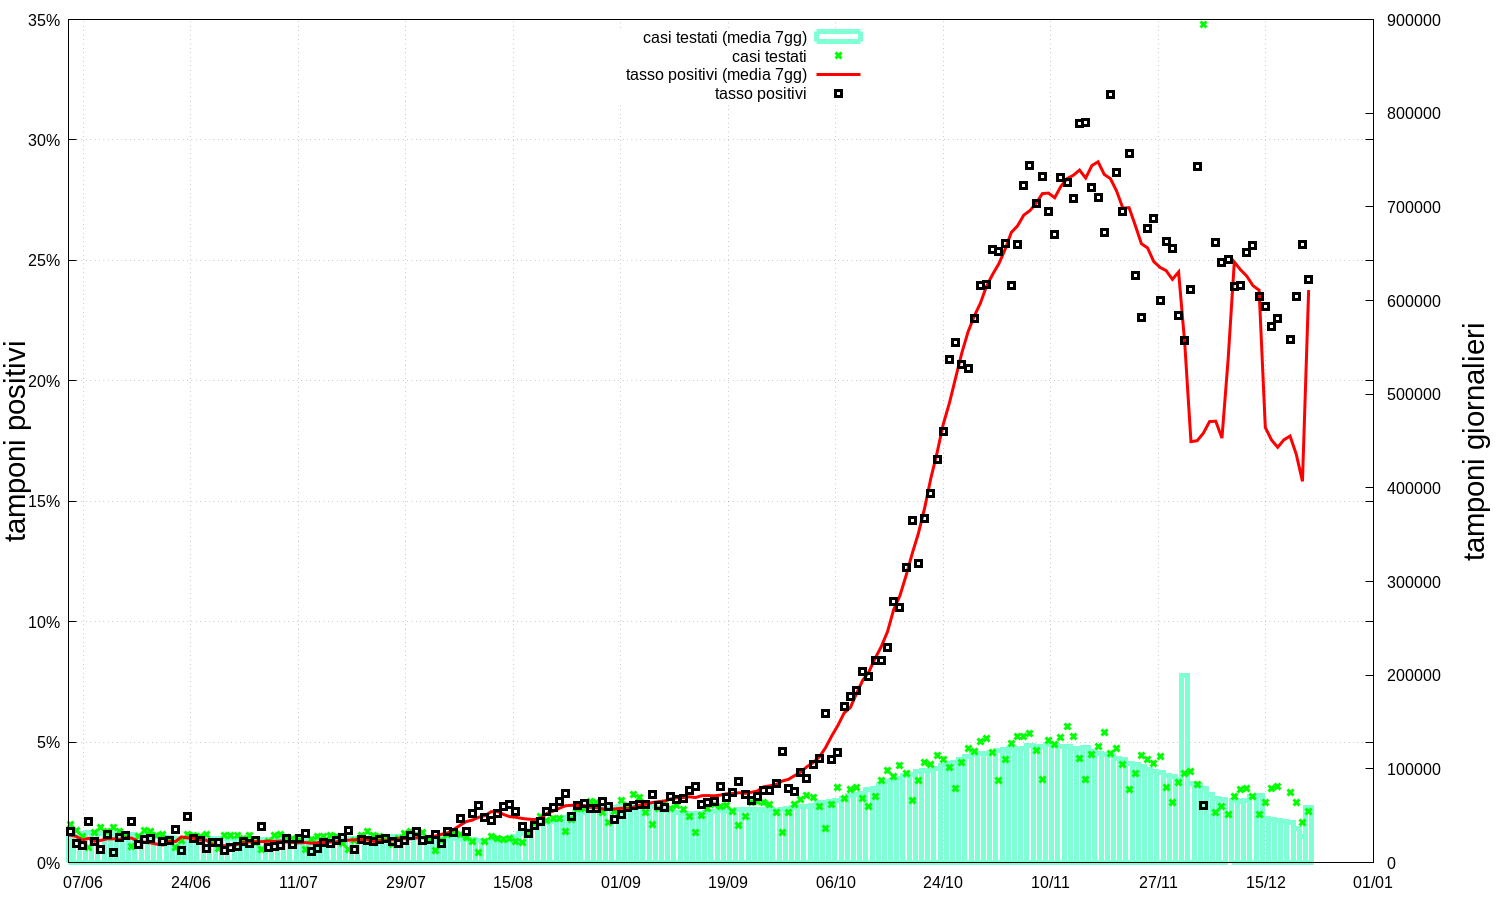 casi testati (media 7gg)
casi testati
tasso positivi (media 7gg)
tasso positivi
35%
30%
25%
20%
15%
10%
5%
0%
tamponi positivi
900000
800000
700000
600000
500000
400000
300000
200000
100000
0
tamponi giornalieri
07/06 24/06 11/07 29/07 15/08 01/09 19/09 06/10 24/10 10/11 27/11 15/12 01/01